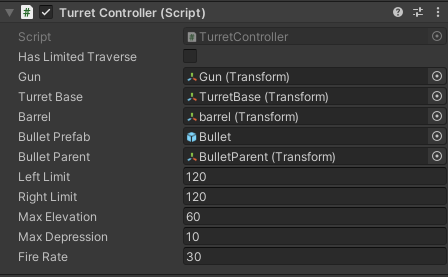 Turret Controller (Script)
Script TurretController
Has Limited Traverse
Gun Gun (Transform)
Turret Base TurretBase (Transform)
Barrel barrel (Transform)
Bullet Prefab Bullet
Bullet Parent BulletParent (Transform)
Left Limit 120
Right Limit 120
Max Elevation 60
Max Depression 10
Fire Rate 30